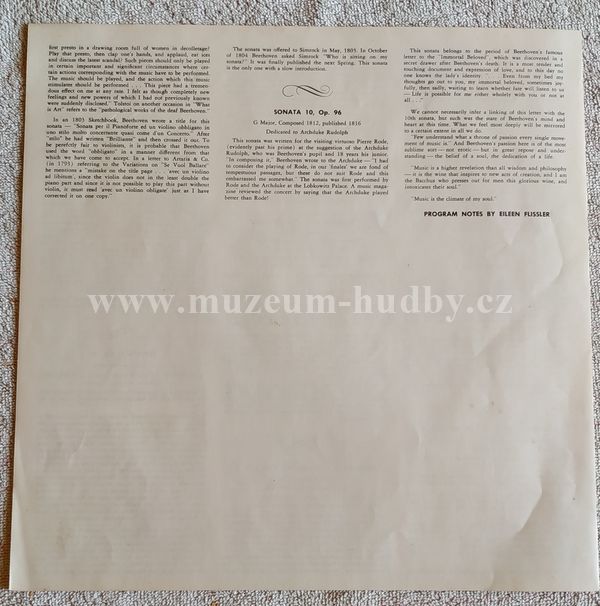 first presto in a drawing room full of women in decolletage?
Play that presto, then clap one's hands, and applaud, eat ices
and discuss the latest scandal? Such pieces should only be played
in certain important and significant circumstances where cer-
tain actions corresponding with the music have to be performed.
The music should be played, and the action which this music
stimulates should be performed . . . This piece had a tremen-
dous effect on me at any rate. I felt as though completely new
feelings and new powers of which I had not previously known
were suddenly disclosed." Tolstoi on another occasion in "What
is Art" refers to the "pathological works of the deaf Beethoven."
In an 1803 Sketchbook, Beethoven wrote a title for this
sonata — "Sonata per il Pianoforte ed un violino obligato in
uno stilo molto concertante quasi come d'un Concerto." After
"stilo" he had written "Brilliante" and then crossed it out. To
be perfectly fair to violinists, it is probable that Beethoven
used the word "obbligato" in a manner different from that
which we have come to accept. In a letter to Artaria & Co.
(in 1793) referring to the Variations on "Se Vuol Ballare"
he mentions a "mistake on the title page . . . avec un violino
ad libitum, since the violin does not in the least double the
piano part and since it is not possible to play this part without
violin, it must read 'avec un violino obligate' just as I have
corrected it on one copy."
The sonata was offered to Simrock in May, 1803. In October
of 1804 Beethoven asked Simrock "Who is sitting on my
sonata?" It was finally published the next Spring. This sonata
is the only one with a slow introduction.
SONATA 10, Op. 96
G Major, Composed 1812, published 1816
Dedicated to Archduke Rudolph
This sonata was written for the visiting virtuoso Pierre Rode,
(evidently past his prime) at the suggestion of the Archduke
Rudolph, who was Beethoven's pupil and 18 years his junior.
"In composing it," Beethoven wrote to the Archduke — "I had
to consider the playing of Rode, in our 'finales' we are fond of
tempestuous passages, but these do not suit Rode and this
embarrassed me somewhat." The sonata was first performed by
Rode and the Archduke at the Lobkowitz Palace. A music maga-
zine reviewed the concert by saying that the Archduke played
better than Rode!
This sonata belongs to the period of Beethoven's famous
letter to the 'Immortal Beloved', which was discovered in a
secret drawer after Beethoven's death. It is a most tender and
touching document and expression of love, and to this day no
one knows the lady's identity. ". . . Even from my bed my
thoughts go out to you, my immortal beloved, sometimes joy-
fully, then sadly, waiting to learn whether fate will listen to us
— Life is possible for me either wholely with you or not at
all . . ."
We cannot necessarily infer a linking of this letter with the
10th sonata, but such was the state of Beethoven's mind and
heart at this time. What we feel most deeply will be mirrored
to a certain extent in all we do.
"Few understand what a throne of passion every single move-
ment of music is." And Beethoven's passion here is of the most
sublime sort — not erotic — but in great repose and under-
standing — the belief of a soul, the dedication of a life.
"Music is a higher revelation than all wisdom and philosophy
— it is the wine that inspires to new acts of creation, and I am
the Bacchus who presses out for men this glorious wine, and
intoxicates their soul."
"Music is the climate of my soul."
PROGRAM NOTES BY EILEEN FLISSLER
www.muzeum-hudby.cz